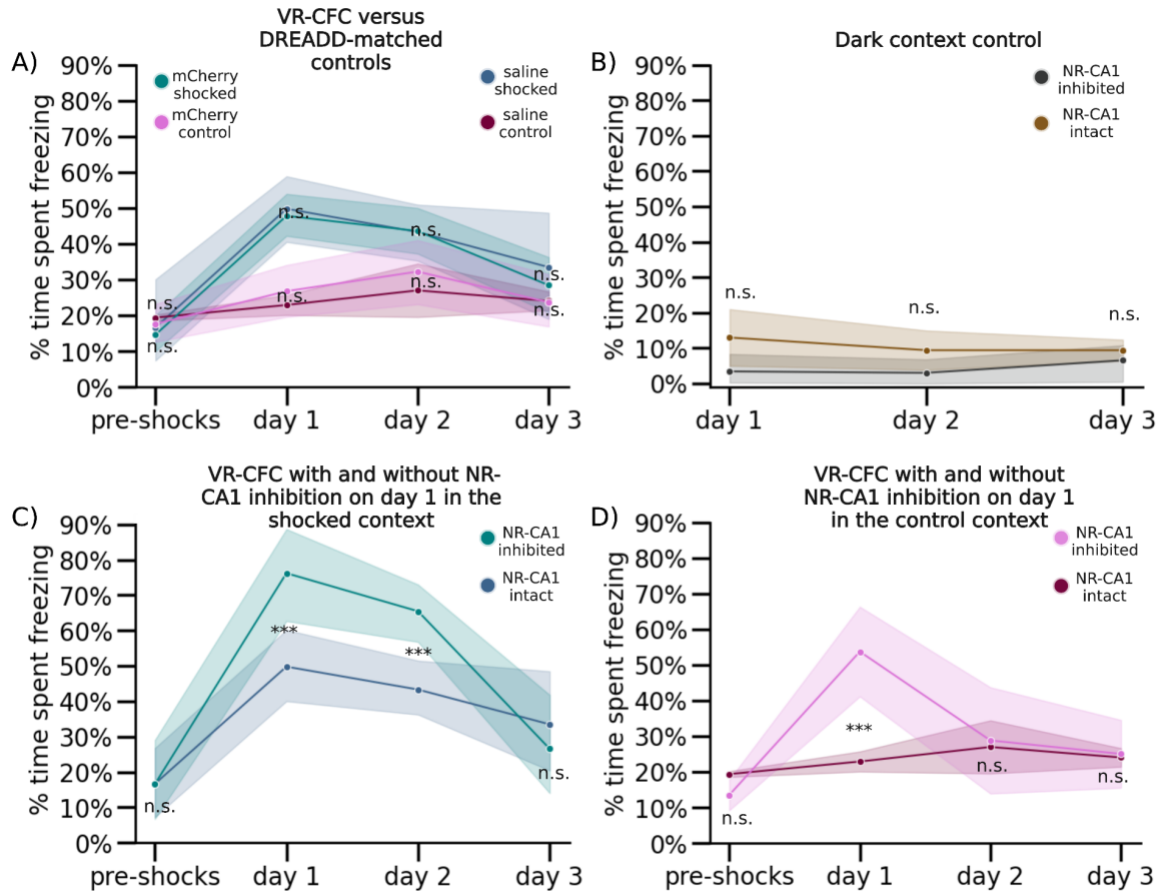 A)
VR-CFC versus
DREADD-matched
controls
mCherry
shocked
mCherry
control
saline
shocked
saline
control
% time spent freezing
90%
80%
70%
60%
50%
40%
30%
20%
10%
0%
n.s.
n.s.
n.s.
n.s.
n.s.
n.s.
n.s.
n.s.
pre-shocks
day 1
day 2
day 3
B)
Dark context control
NR-CA1
inhibited
NR-CA1
intact
% time spent freezing
90%
80%
70%
60%
50%
40%
30%
20%
10%
0%
n.s.
n.s.
n.s.
day 1
day 2
day 3
C)
VR-CFC with and without NR-
CA1 inhibition on day 1 in the
shocked context
NR-CA1
inhibited
NR-CA1
intact
% time spent freezing
90%
80%
70%
60%
50%
40%
30%
20%
10%
0%
n.s.
***
***
n.s.
pre-shocks
day 1
day 2
day 3
D)
VR-CFC with and without
NR-CA1 inhibition on day 1
in the control context
NR-CA1
inhibited
NR-CA1
intact
% time spent freezing
90%
80%
70%
60%
50%
40%
30%
20%
10%
0%
n.s.
***
n.s.
n.s.
pre-shocks
day 1
day 2
day 3